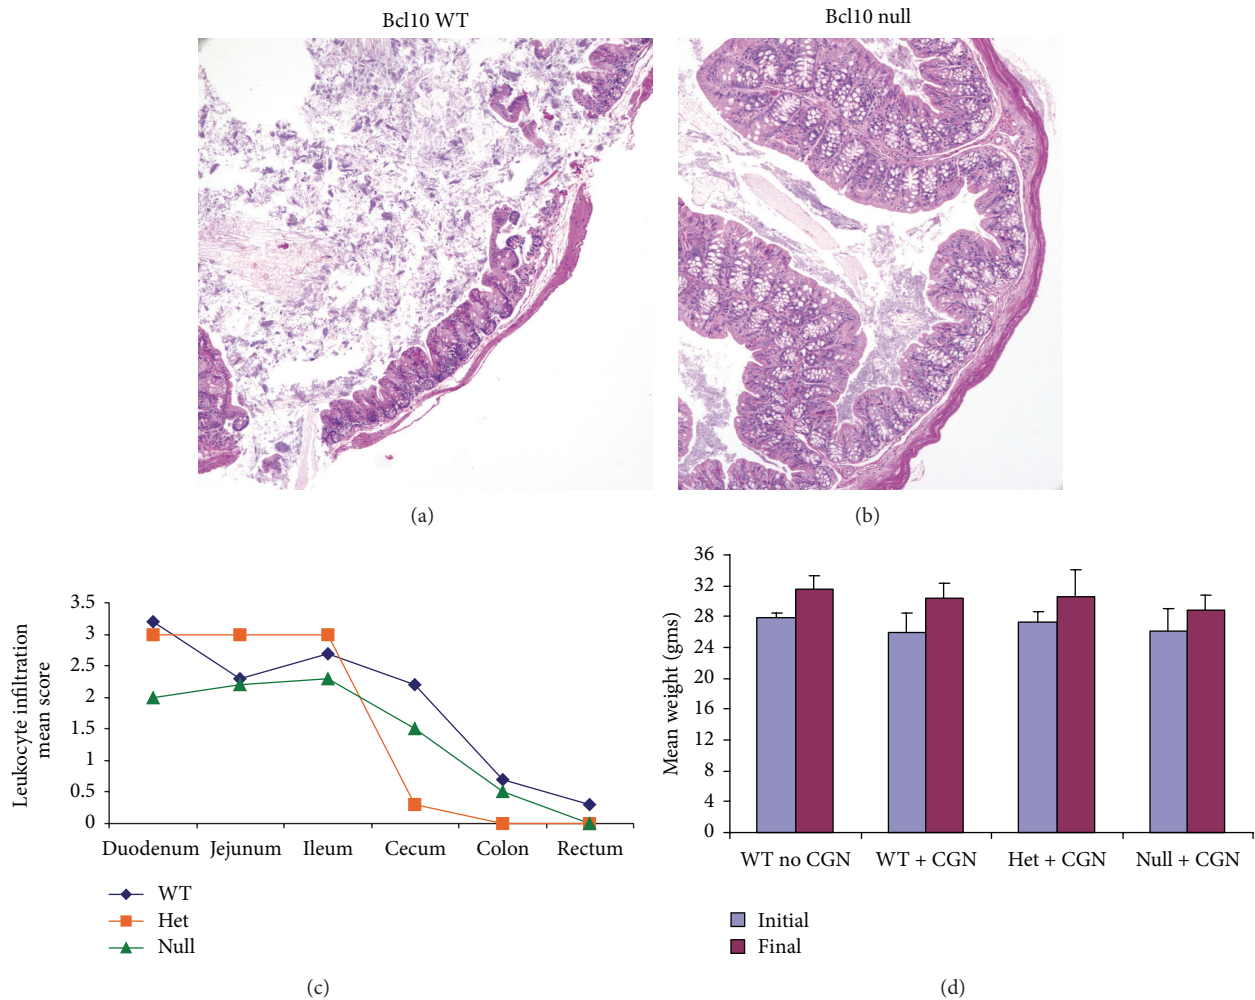 Bcl10 WT
Bcl10 null
(a)
(b)
Leukocyte infiltration
mean score
3.5
3
2.5
2
1.5
1
0.5
0
Duodenum Jejunum Ileum Cecum Colon Rectum
WT
Het
Null
(c)
Mean weight (gms)
36
32
28
24
20
16
12
8
4
0
WT no CGN WT + CGN Het + CGN Null + CGN
Initial
Final
(d)